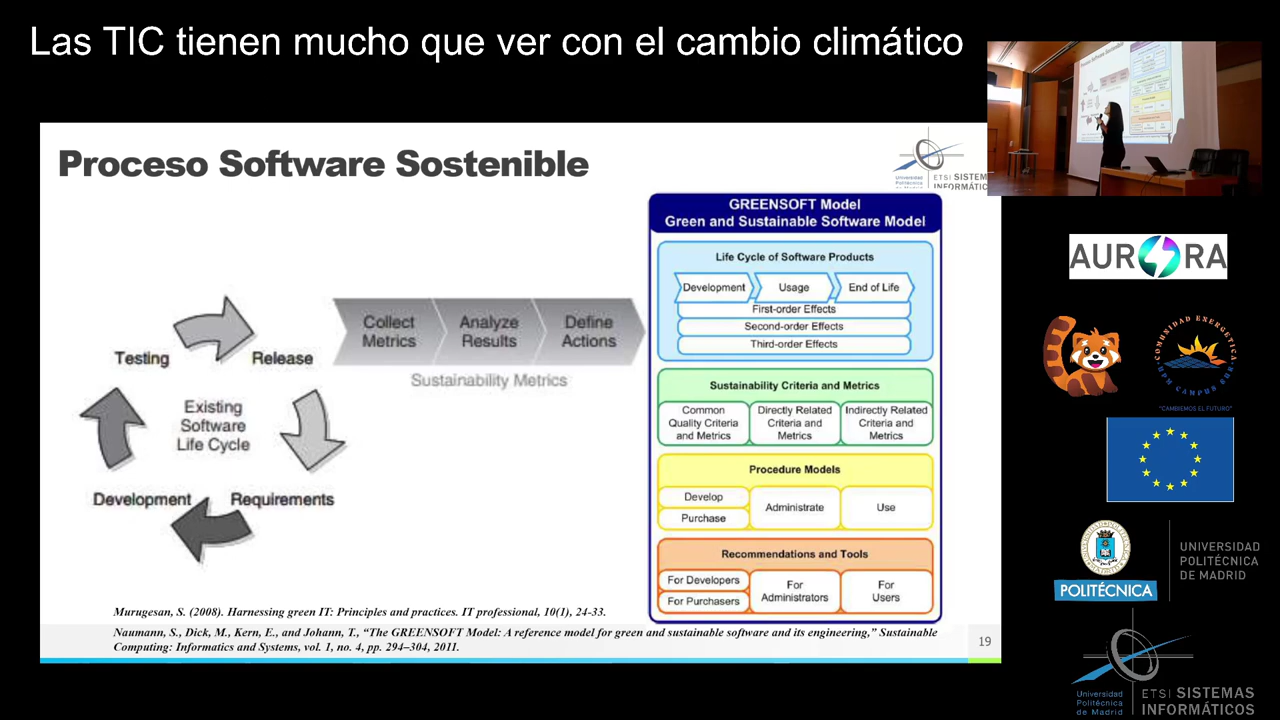 Las TIC tienen mucho que ver con el cambio climático
Proceso Software Sostenible
Universidad
Politécnica
de Madrid
ETSI SISTEMAS
INFORMÁTICOS
Testing
Release
Existing
Software
Life Cycle
Development
Requirements
Collect
Metrics
Analyze
Results
Define
Actions
Sustainability Metrics
GREENSOFT Model
Green and Sustainable Software Model
Life Cycle of Software Products
Development
Usage
End of Life
First-order Effects
Second-order Effects
Third-order Effects
Sustainability Criteria and Metrics
Common
Quality Criteria
and Metrics
Directly Related
Criteria and
Metrics
Indirectly Related
Criteria and
Metrics
Procedure Models
Develop
Purchase
Administrate
Use
Recommendations and Tools
For Developers
For Purchasers
For
Administrators
For
Users
Murugesan, S. (2008). Harnessing green IT: Principles and practices. IT professional, 10(1), 24-33.
Naumann, S., Dick, M., Kern, E., and Johann, T., “The GREENSOFT Model: A reference model for green and sustainable software and its engineering,” Sustainable
Computing: Informatics and Systems, vol. 1, no. 4, pp. 294–304, 2011.
19
AURORA
COMUNIDAD ENERGETICA
UPM CAMPUS SUR
"CAMBIEMOS EL FUTURO"
POLITÉCNICA
UNIVERSIDAD
POLITÉCNICA
DE MADRID
Universidad
Politécnica
de Madrid
ETSI SISTEMAS
INFORMÁTICOS